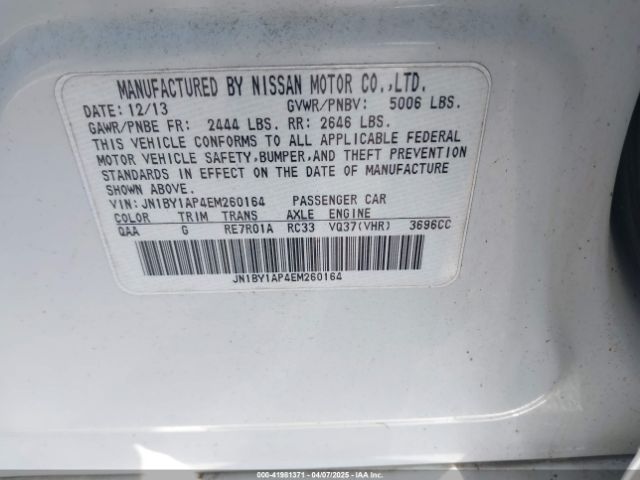 MANUFACTURED BY NISSAN MOTOR CO.,LTD.
DATE: 12/13 GVWR/PNBV: 5006 LBS.
GAWR/PNBE FR: 2444 LBS. RR: 2646 LBS.
THIS VEHICLE CONFORMS TO ALL APPLICABLE FEDERAL
MOTOR VEHICLE SAFETY, BUMPER, AND THEFT PREVENTION
STANDARDS IN EFFECT ON THE DATE OF MANUFACTURE
SHOWN ABOVE.
VIN: JN1BY1AP4EM260164 PASSENGER CAR
COLOR TRIM TRANS AXLE ENGINE
QAA G RE7R01A RC33 VQ37(VHR) 3696CC
JN1BY1AP4EM260164
000-41981371 - 04/07/2025 - IAA Inc.